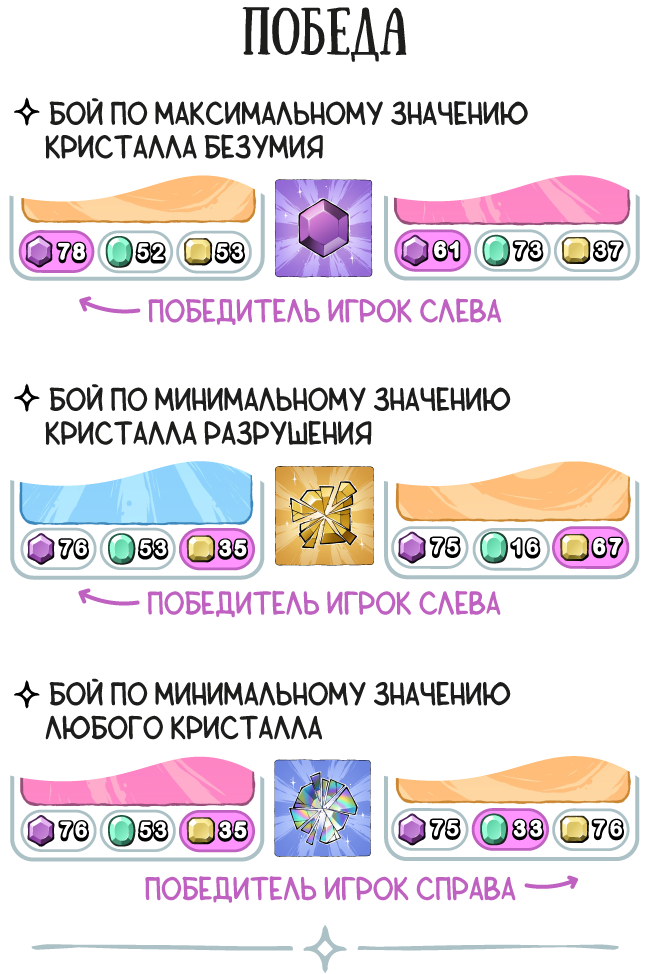 ПОБЕДА
БОЙ ПО МАКСИМАЛЬНОМУ ЗНАЧЕНИЮ
КРИСТАЛЛА БЕЗУМИЯ
78 52 53 61 73 37
ПОБЕДИТЕЛЬ ИГРОК СЛЕВА
БОЙ ПО МИНИМАЛЬНОМУ ЗНАЧЕНИЮ
КРИСТАЛЛА РАЗРУШЕНИЯ
76 53 35 75 16 67
ПОБЕДИТЕЛЬ ИГРОК СЛЕВА
БОЙ ПО МИНИМАЛЬНОМУ ЗНАЧЕНИЮ
ЛЮБОГО КРИСТАЛЛА
76 53 35 75 33 76
ПОБЕДИТЕЛЬ ИГРОК СПРАВА